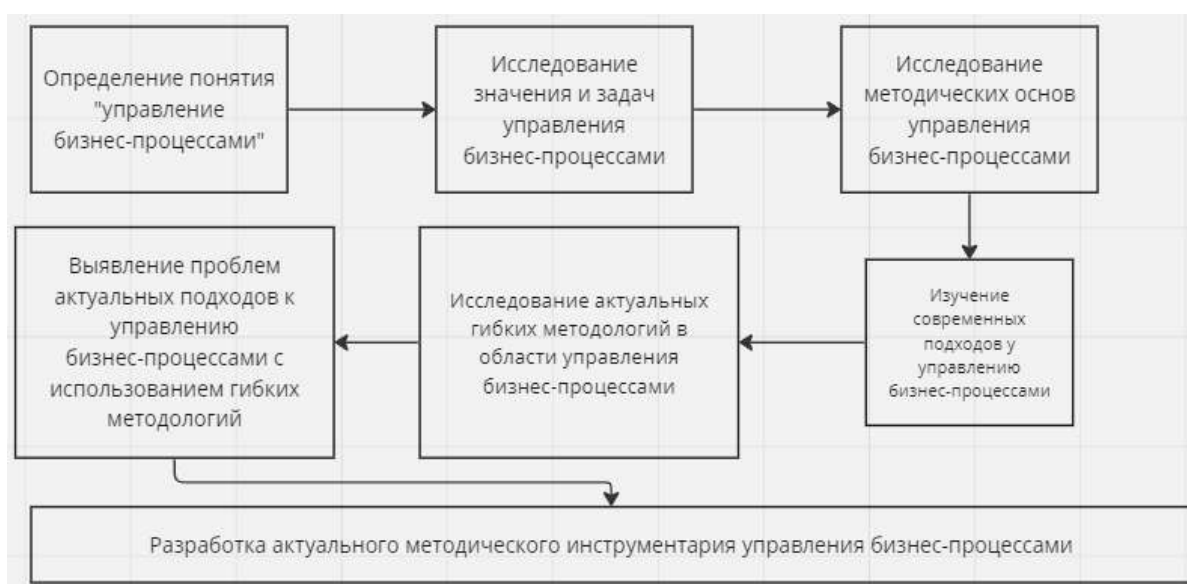 Определение понятия
"управление
бизнес-процессами"
Исследование
значения и задач
управления
бизнес-процессами
Исследование
методических основ
управления
бизнес-процессами
Изучение
современных
подходов у
управлению
бизнес-процессами
Исследование актуальных
гибких методологий в
области управления
бизнес-процессами
Выявление проблем
актуальных подходов к
управлению
бизнес-процессами с
использованием гибких
методологий
Разработка актуального методического инструментария управления бизнес-процессами